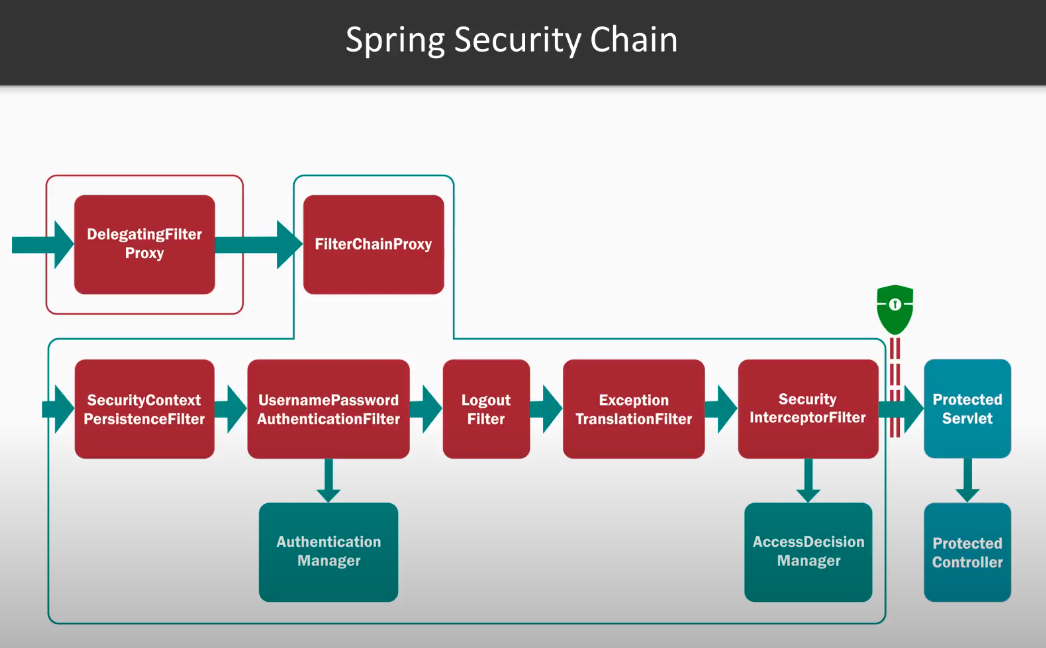 Spring Security Chain
DelegatingFilter
Proxy
FilterChainProxy
SecurityContext
PersistenceFilter
UsernamePassword
AuthenticationFilter
Logout
Filter
Exception
TranslationFilter
Security
InterceptorFilter
Protected
Servlet
Authentication
Manager
AccessDecision
Manager
Protected
Controller